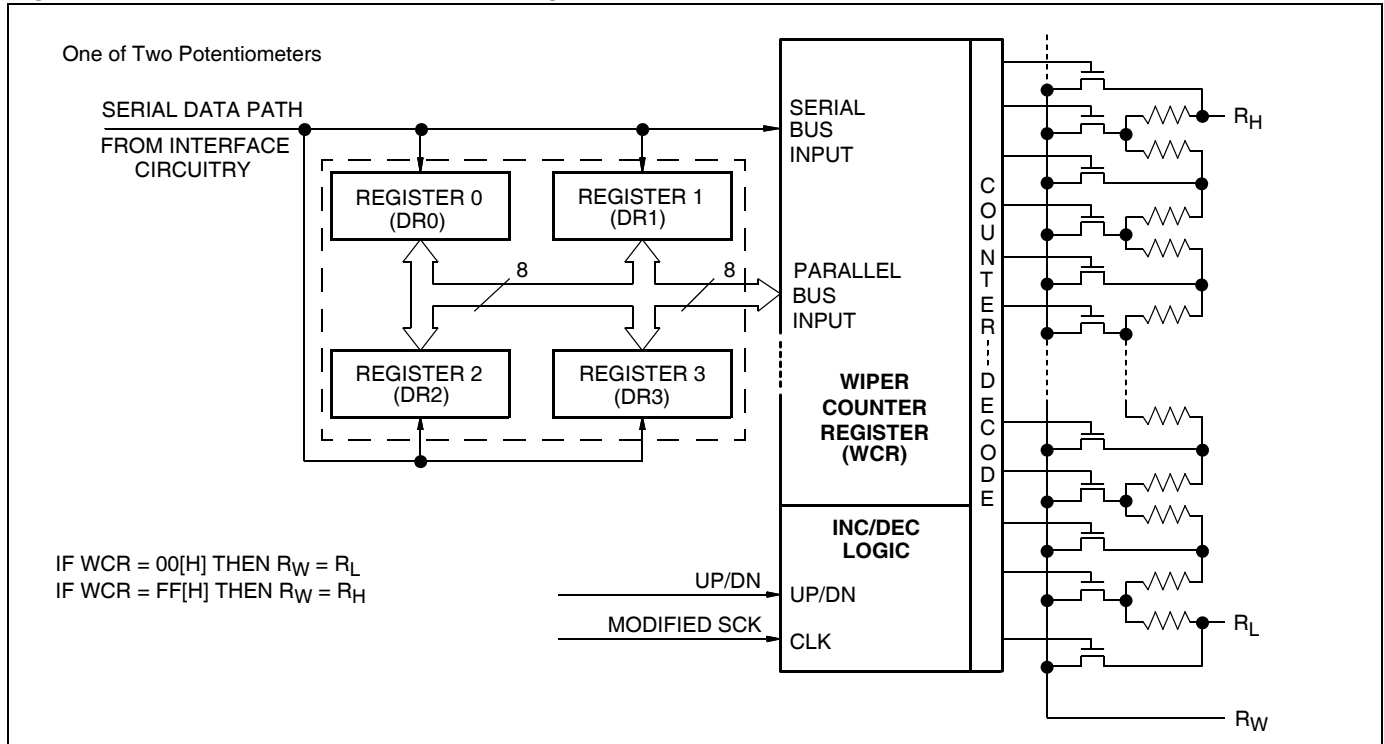 One of Two Potentiometers
SERIAL DATA PATH
FROM INTERFACE
CIRCUITRY
REGISTER 0
(DR0)
REGISTER 1
(DR1)
8
8
REGISTER 2
(DR2)
REGISTER 3
(DR3)
SERIAL
BUS
INPUT
PARALLEL
BUS
INPUT
WIPER
COUNTER
REGISTER
(WCR)
INC/DEC
LOGIC
UP/DN
UP/DN
MODIFIED SCK
CLK
COUNTER DECODE
RH
RL
RW
IF WCR = 00[H] THEN RW = RL
IF WCR = FF[H] THEN RW = RH